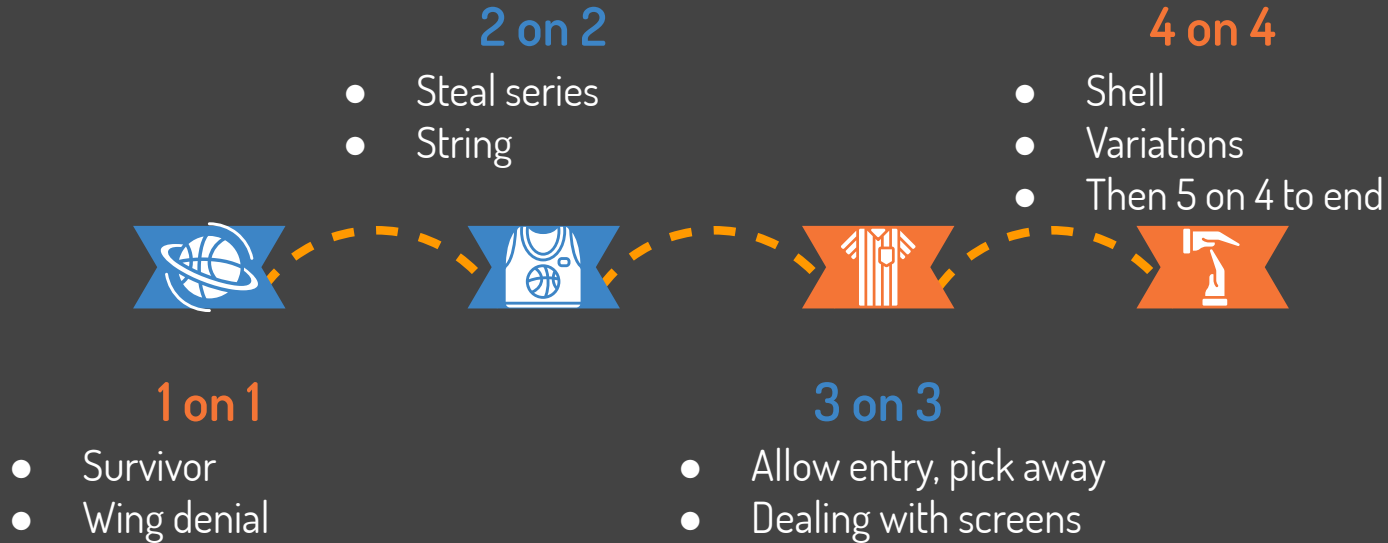 2 on 2
● Steal series
● String
4 on 4
● Shell
● Variations
● Then 5 on 4 to end
1 on 1
● Survivor
● Wing denial
3 on 3
● Allow entry, pick away
● Dealing with screens